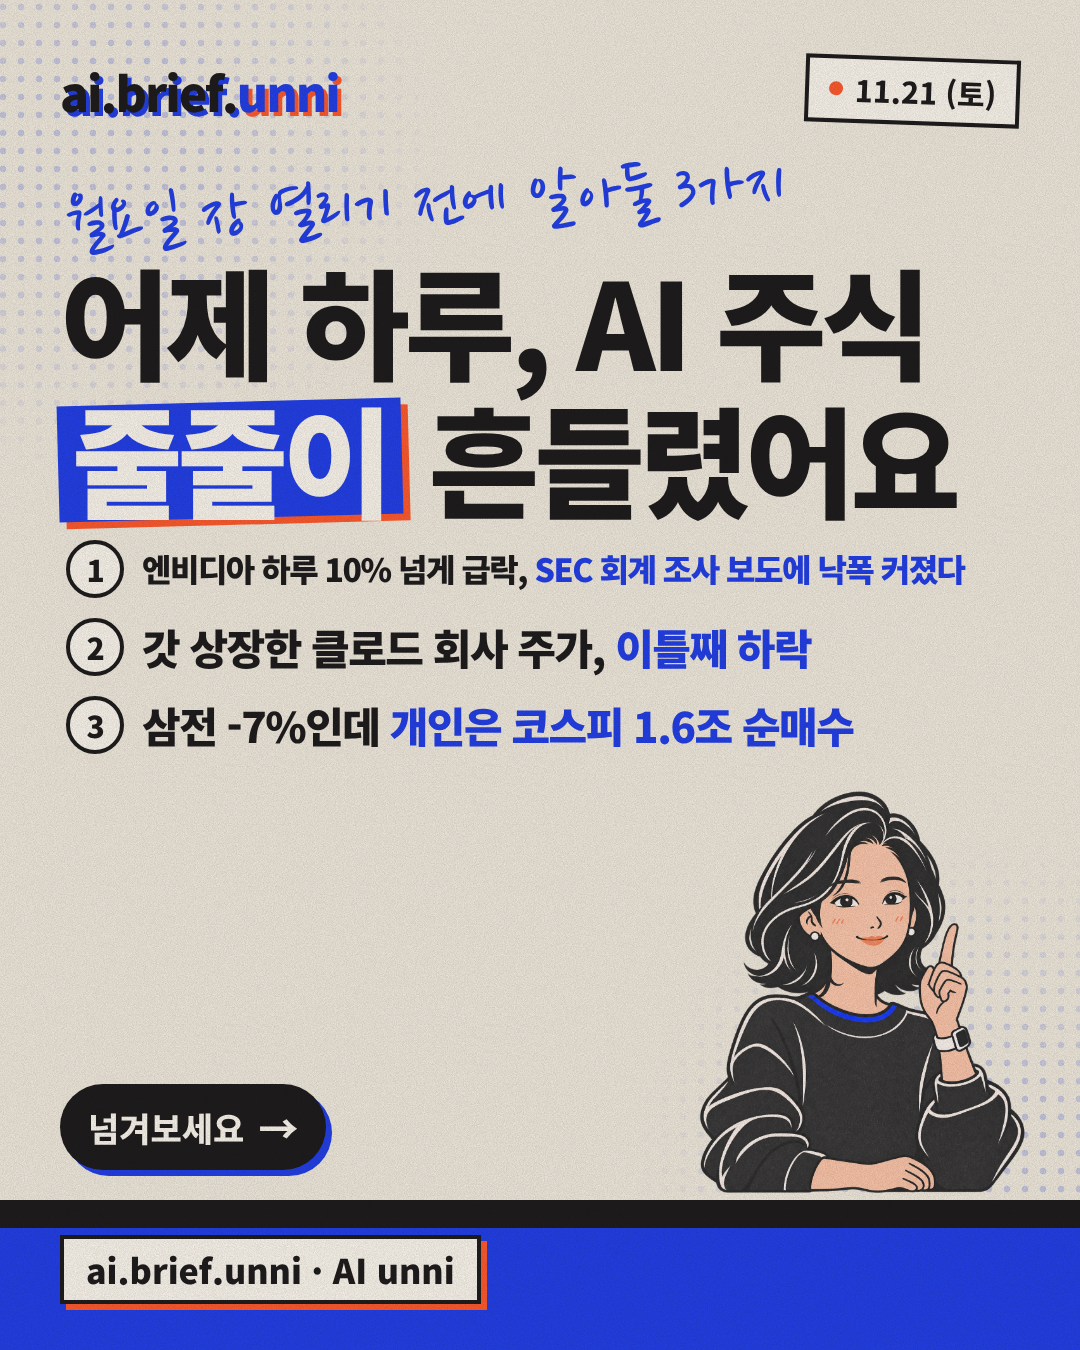 ai.brief.unni
11.21 (토)
월요일 장 열리기 전에 알아둘 3가지
어제 하루, AI 주식
줄줄이 흔들렸어요
1 엔비디아 하루 10% 넘게 급락, SEC 회계 조사 보도에 낙폭 커졌다
2 갓 상장한 클로드 회사 주가, 이틀째 하락
3 삼전 -7%인데 개인은 코스피 1.6조 순매수
넘겨보세요 →
ai.brief.unni · AI unni